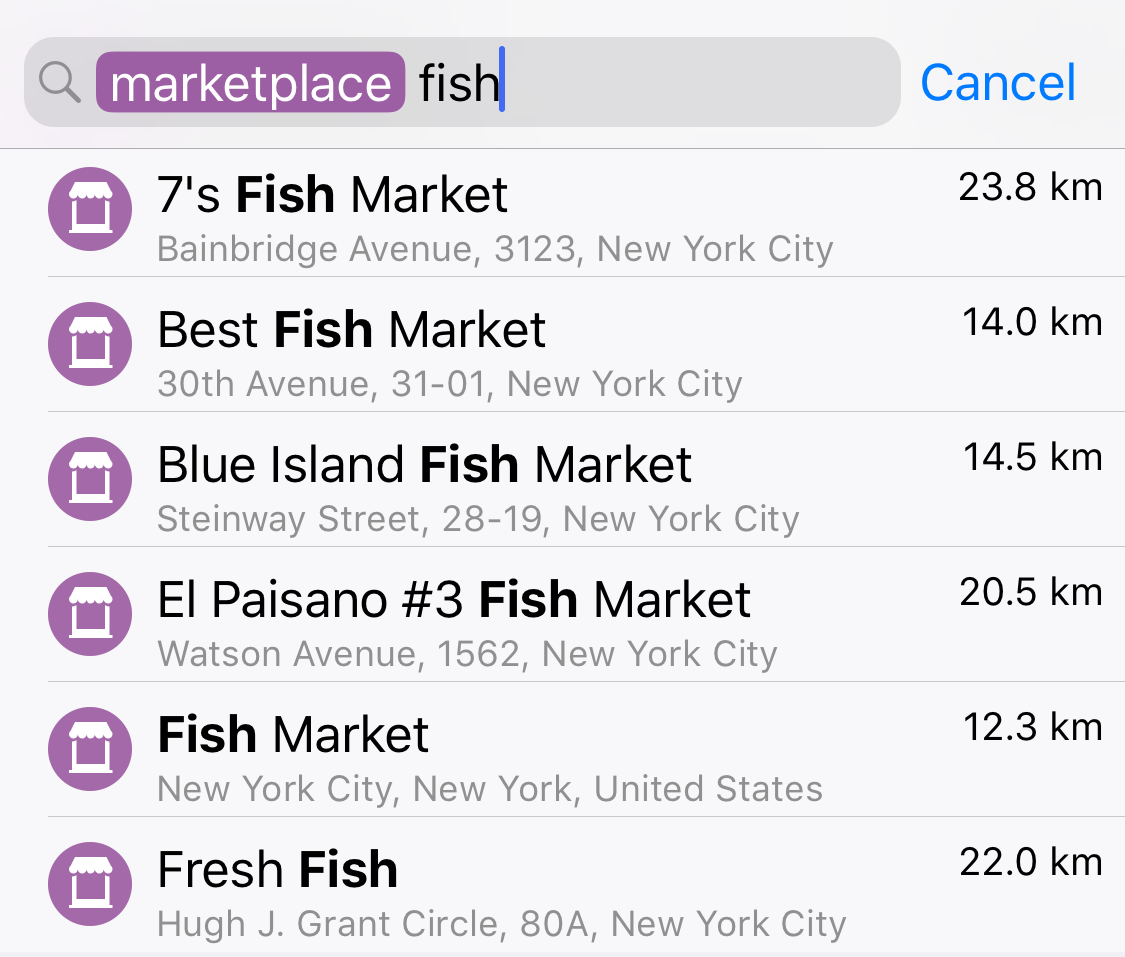 marketplace fish
Cancel
7's Fish Market
23.8 km
Bainbridge Avenue, 3123, New York City
Best Fish Market
14.0 km
30th Avenue, 31-01, New York City
Blue Island Fish Market
14.5 km
Steinway Street, 28-19, New York City
El Paisano #3 Fish Market
20.5 km
Watson Avenue, 1562, New York City
Fish Market
12.3 km
New York City, New York, United States
Fresh Fish
22.0 km
Hugh J. Grant Circle, 80A, New York City